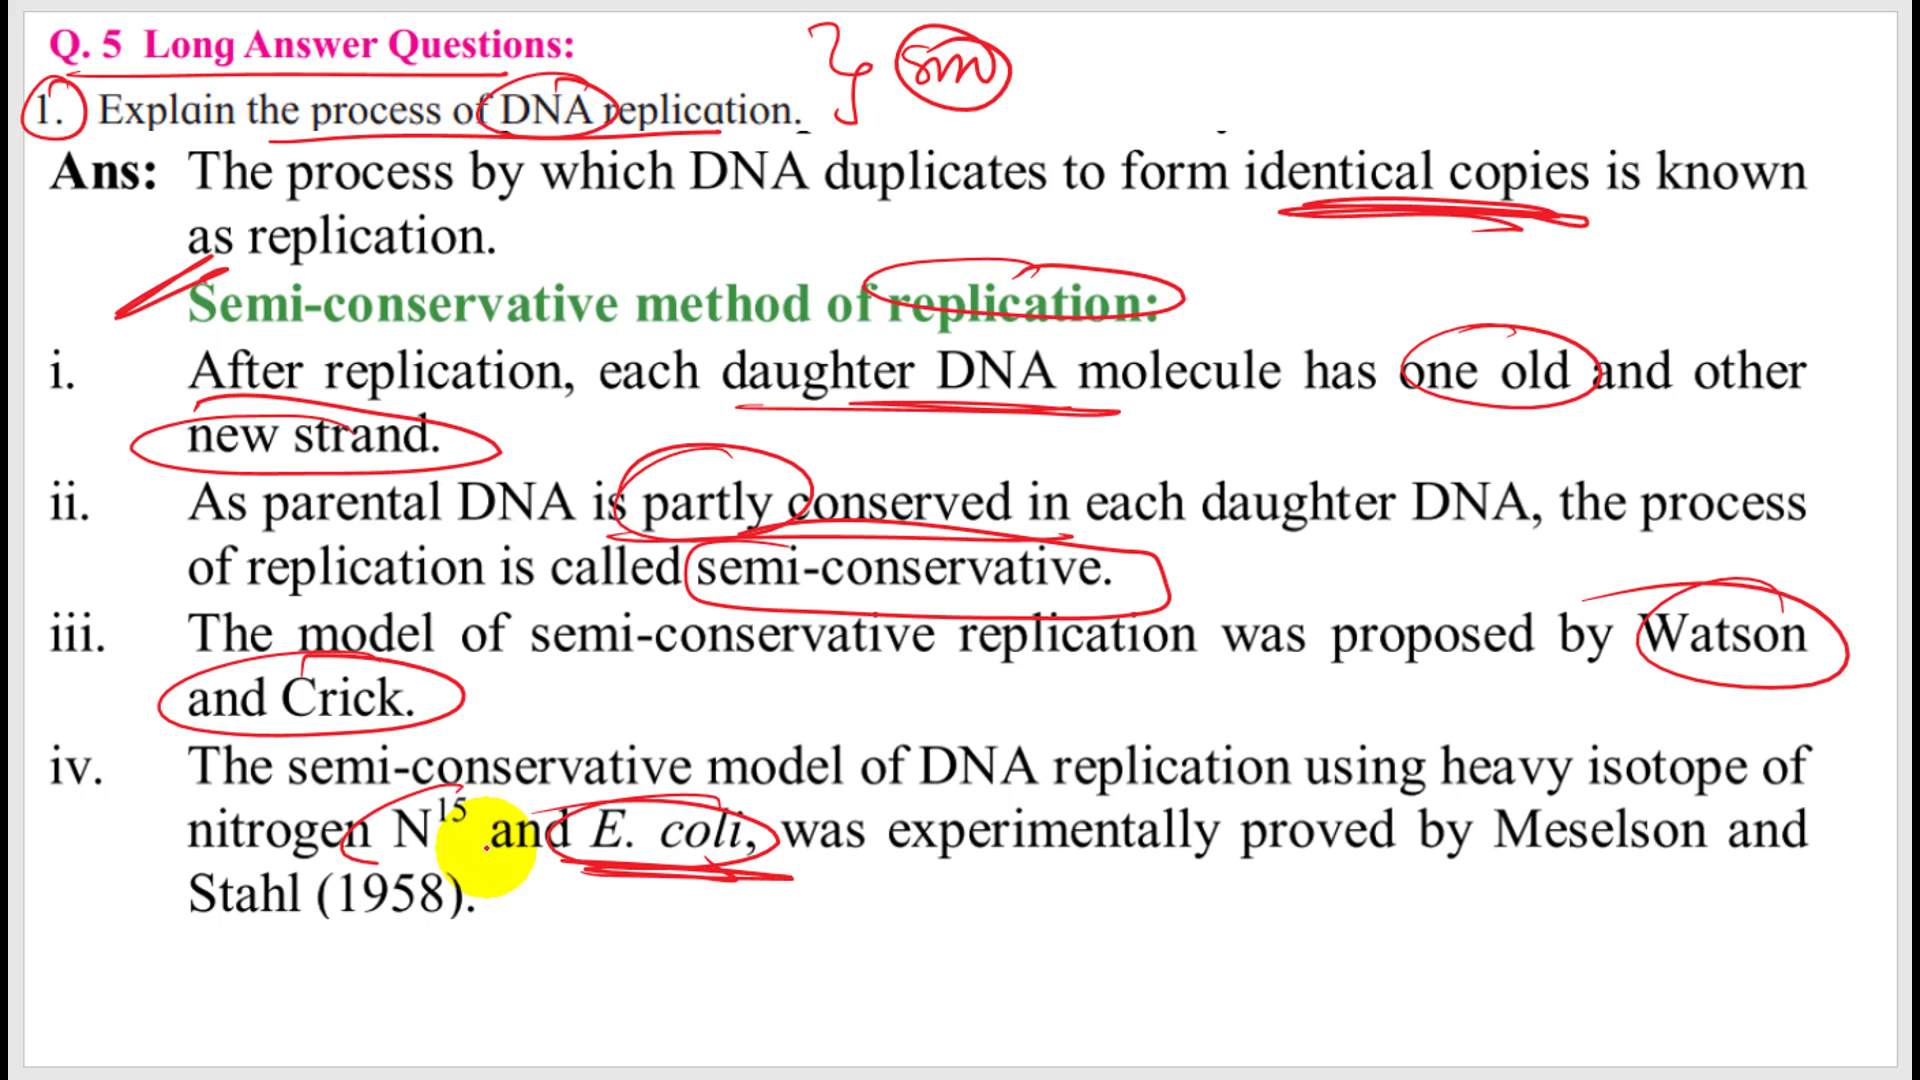 Q. 5 Long Answer Questions:
1. Explain the process of DNA replication.
Ans: The process by which DNA duplicates to form identical copies is known
as replication.
Semi-conservative method of replication:
i. After replication, each daughter DNA molecule has one old and other
new strand.
ii. As parental DNA is partly conserved in each daughter DNA, the process
of replication is called semi-conservative.
iii. The model of semi-conservative replication was proposed by Watson
and Crick.
iv. The semi-conservative model of DNA replication using heavy isotope of
nitrogen N¹⁵ and E. coli, was experimentally proved by Meselson and
Stahl (1958).